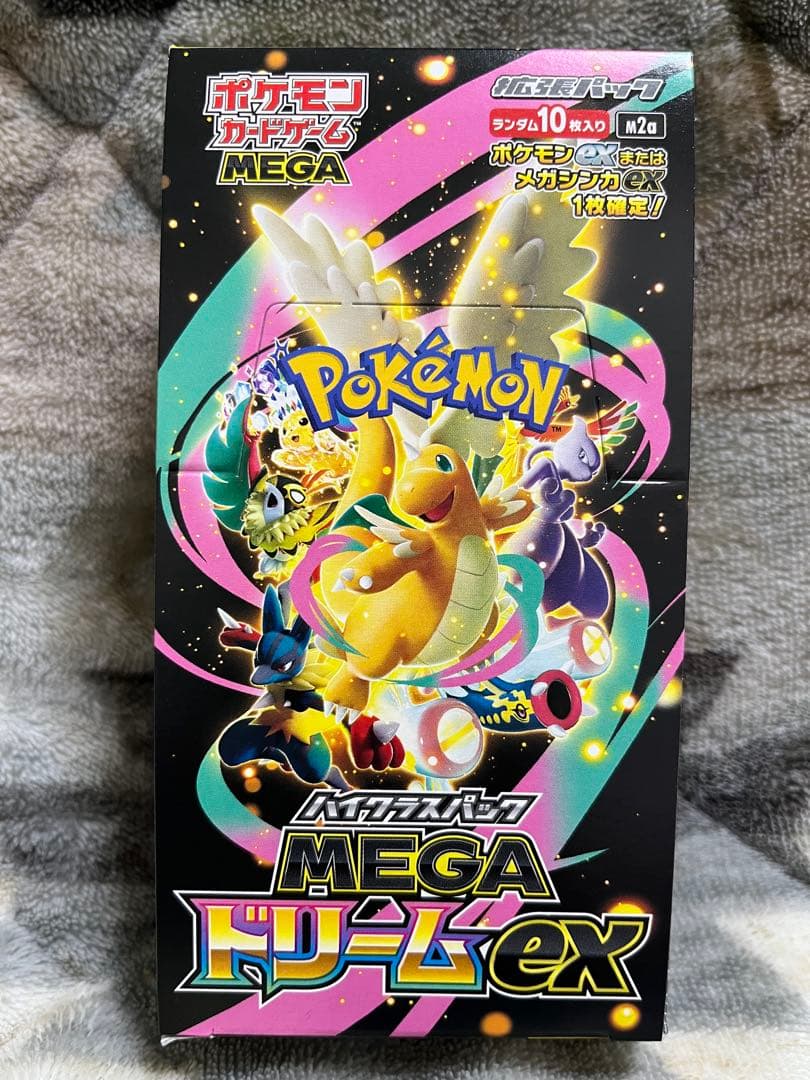 ポケモン
カードゲーム™
MEGA
拡張パック
ランダム10枚入り M2a
ポケモンexまたは
メガシンカex
1枚確定!
POKéMON™
ハイクラスパック
MEGA
ドリームex